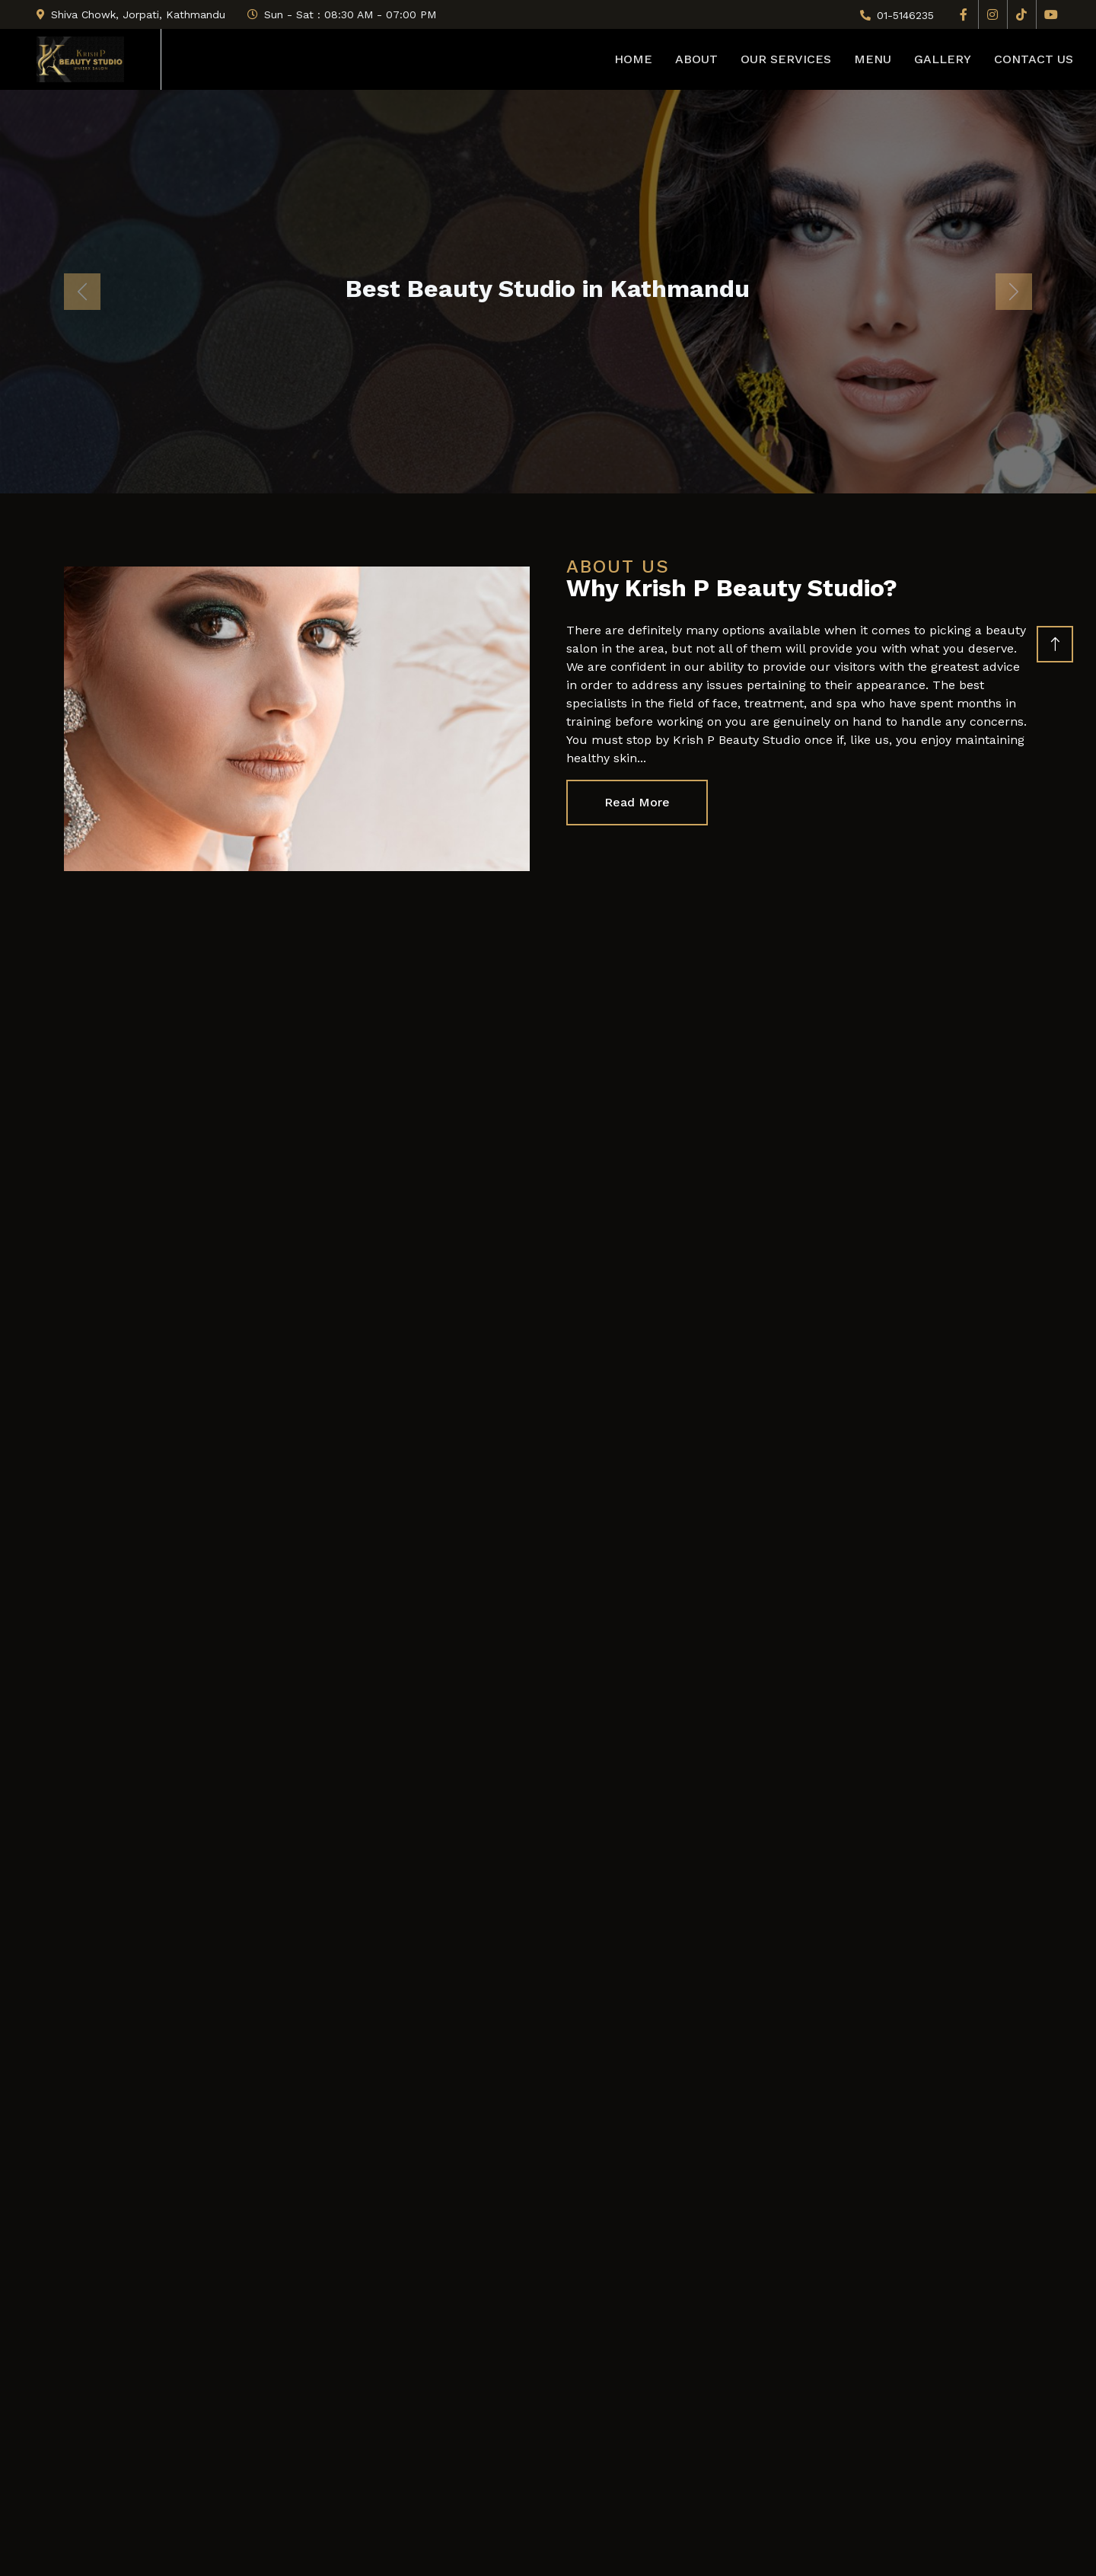 Shiva Chowk, Jorpati, Kathmandu
Sun - Sat : 08:30 AM - 07:00 PM
01-5146235
KRISH P
BEAUTY STUDIO
UNISEX SALON
HOME
ABOUT
OUR SERVICES
MENU
GALLERY
CONTACT US
Best Beauty Studio in Kathmandu
ABOUT US
Why Krish P Beauty Studio?
There are definitely many options available when it comes to picking a beauty
salon in the area, but not all of them will provide you with what you deserve.
We are confident in our ability to provide our visitors with the greatest advice
in order to address any issues pertaining to their appearance. The best
specialists in the field of face, treatment, and spa who have spent months in
training before working on you are genuinely on hand to handle any concerns.
You must stop by Krish P Beauty Studio once if, like us, you enjoy maintaining
healthy skin...
Read More